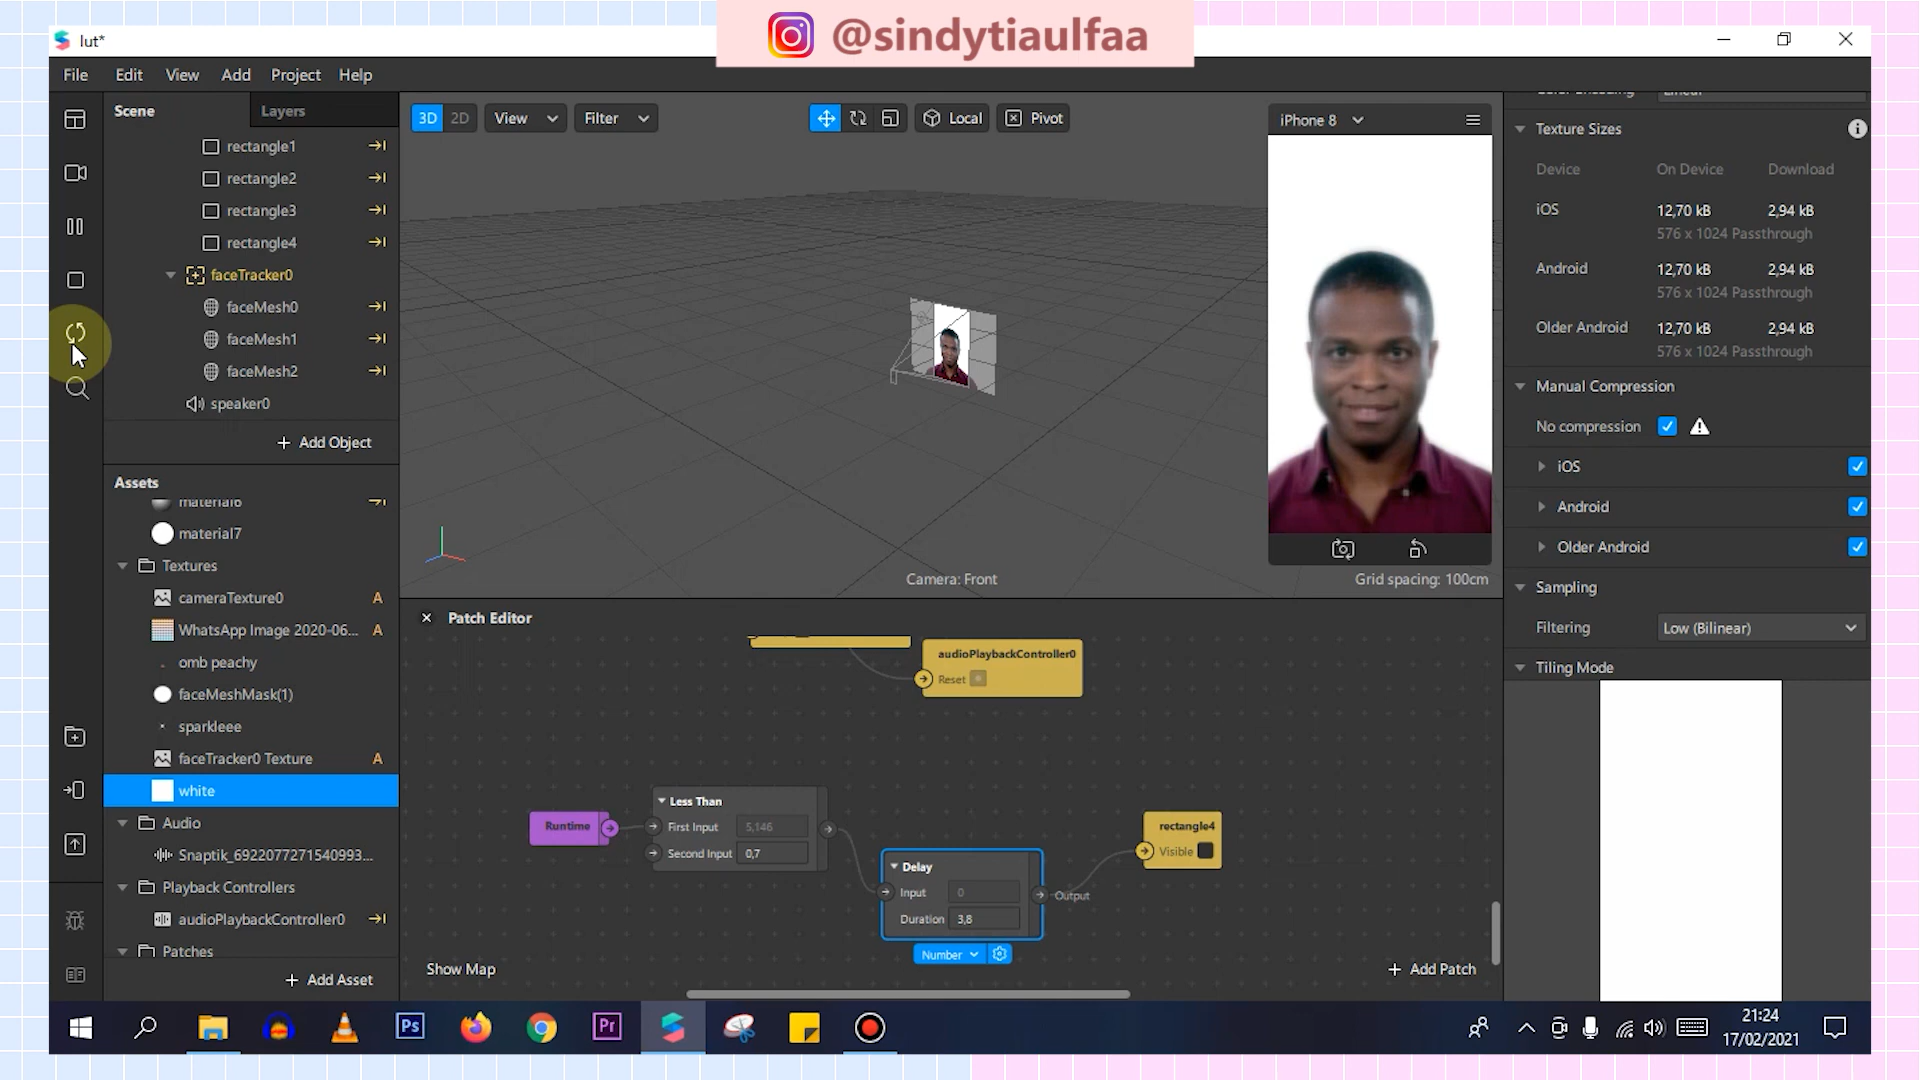 @sindytiaulfaa
lut*
File Edit View Add Project Help
Scene Layers
rectangle1
rectangle2
rectangle3
rectangle4
faceTracker0
faceMesh0
faceMesh1
faceMesh2
speaker0
+ Add Object
Assets
material6
material7
Textures
cameraTexture0 A
WhatsApp Image 2020-06... A
omb peachy
faceMeshMask(1)
sparkleee
faceTracker0 Texture A
white
Audio
Snaptik_6922077271540993...
Playback Controllers
audioPlaybackController0
Patches
+ Add Asset
3D 2D View Filter Local Pivot
iPhone 8
Camera: Front
Grid spacing: 100cm
Patch Editor
audioPlaybackController0
Reset
Runtime
Less Than
First Input 5,146
Second Input 0,7
Delay
Input 0
Duration 3,8
Output
Number
rectangle4
Visible
Show Map
+ Add Patch
Color Encoding Linear
Texture Sizes
Device On Device Download
iOS 12,70 kB 2,94 kB
576 x 1024 Passthrough
Android 12,70 kB 2,94 kB
576 x 1024 Passthrough
Older Android 12,70 kB 2,94 kB
576 x 1024 Passthrough
Manual Compression
No compression
iOS
Android
Older Android
Sampling
Filtering Low (Bilinear)
Tiling Mode
Ps
Pr
21:24
17/02/2021